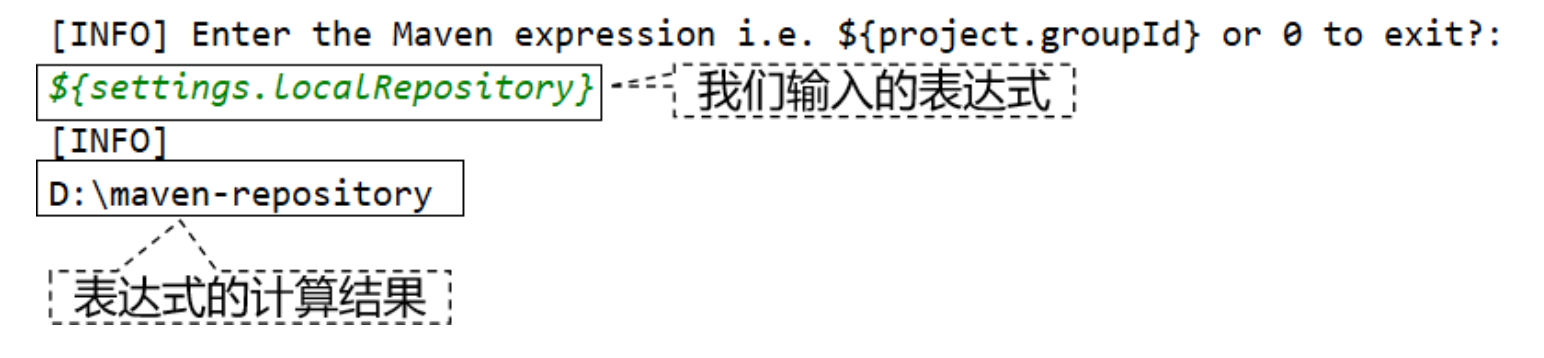 [INFO] Enter the Maven expression i.e. ${project.groupId} or 0 to exit?:
${settings.localRepository} 我们输入的表达式
[INFO]
D:\maven-repository
表达式的计算结果